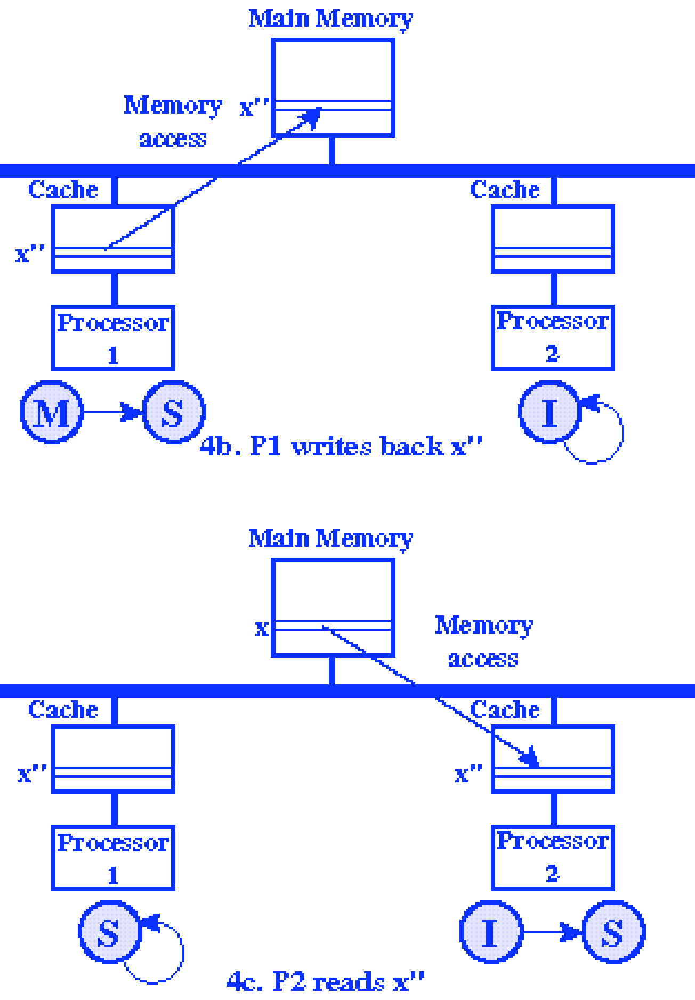 Main Memory
Memory x''
access
Cache Cache
x''
Processor Processor
1 2
M S I
4b. P1 writes back x''
Main Memory
x Memory
access
Cache Cache
x'' x''
Processor Processor
1 2
S I S
4c. P2 reads x''